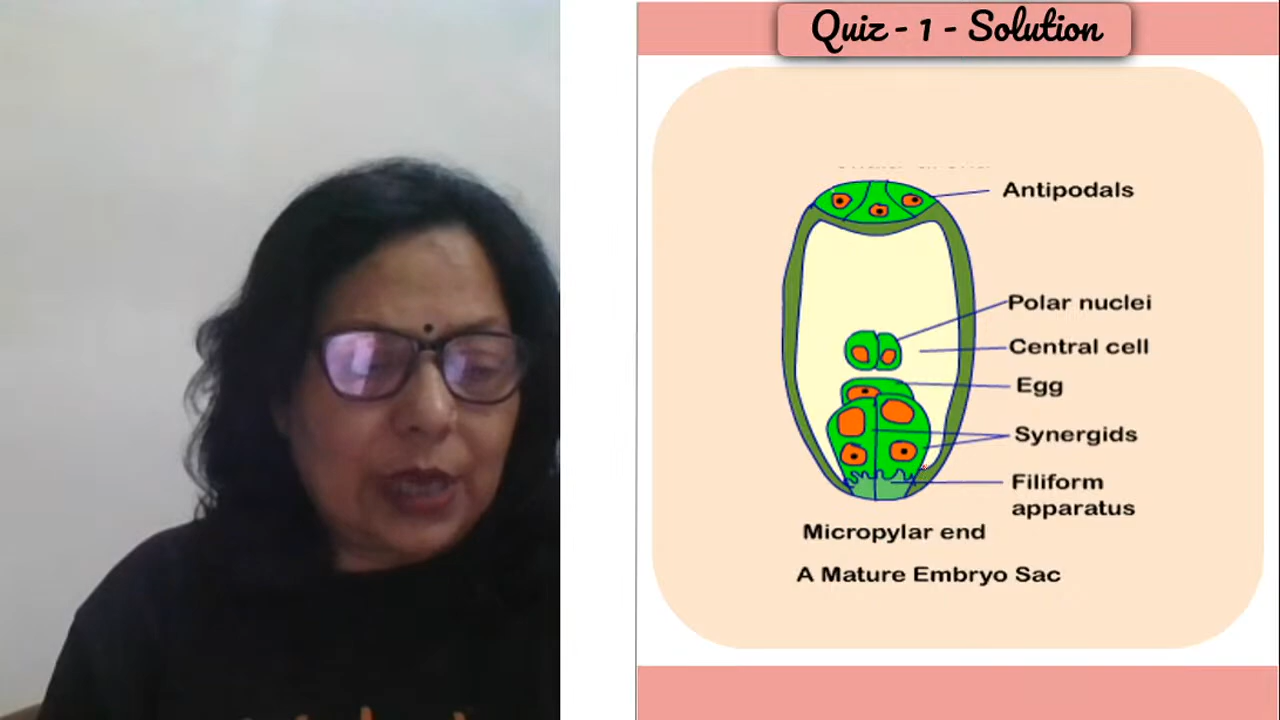 Quiz - 1 - Solution
Antipodals
Polar nuclei
Central cell
Egg
Synergids
Filiform
apparatus
Micropylar end
A Mature Embryo Sac